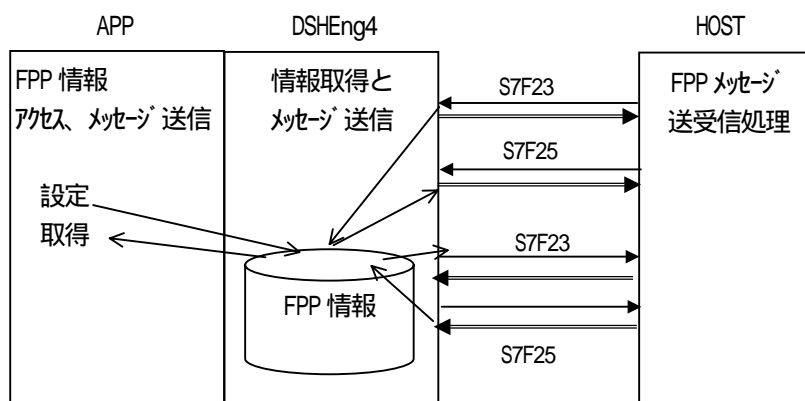 APP
DSHEng4
HOST
FPP 情報
アクセス、メッセージ送信
情報取得と
メッセージ送信
FPP メッセージ
送受信処理
S7F23
S7F25
設定
取得
S7F23
FPP 情報
S7F25